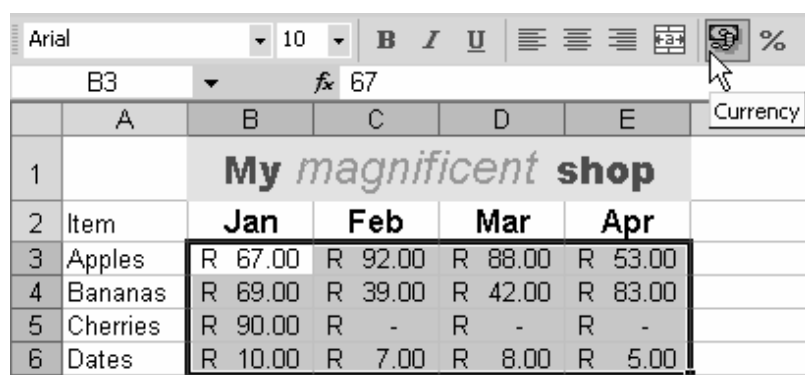 Arial 10 B I U %
B3 fx 67
Currency
A B C D E
1 My magnificent shop
2 Item Jan Feb Mar Apr
3 Apples R 67.00 R 92.00 R 88.00 R 53.00
4 Bananas R 69.00 R 39.00 R 42.00 R 83.00
5 Cherries R 90.00 R - R - R -
6 Dates R 10.00 R 7.00 R 8.00 R 5.00